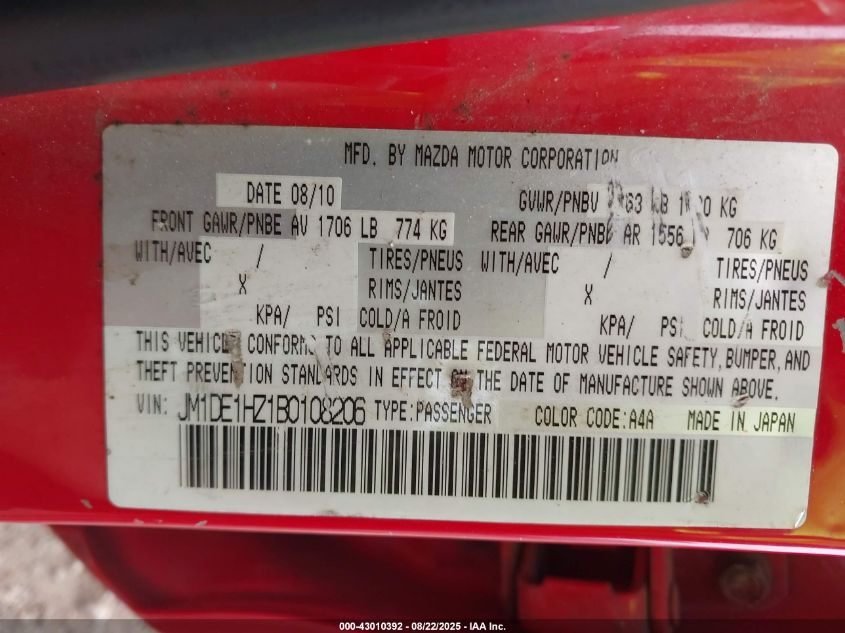 MFD. BY MAZDA MOTOR CORPORATION
DATE 08/10
GVWR/PNBV LB KG
FRONT GAWR/PNBE AV 1706 LB 774 KG
REAR GAWR/PNBE AR 1556 706 KG
WITH/AVEC / TIRES/PNEUS WITH/AVEC / TIRES/PNEUS
X RIMS/JANTES X RIMS/JANTES
KPA/ PSI COLD/A FROID KPA/ PSI COLD/A FROID
THIS VEHICLE CONFORMS TO ALL APPLICABLE FEDERAL MOTOR VEHICLE SAFETY, BUMPER, AND
THEFT PREVENTION STANDARDS IN EFFECT ON THE DATE OF MANUFACTURE SHOWN ABOVE.
VIN: JM1DE1HZ1B0108206 TYPE:PASSENGER COLOR CODE:A4A MADE IN JAPAN
000-43010392 - 08/22/2025 - IAA Inc.